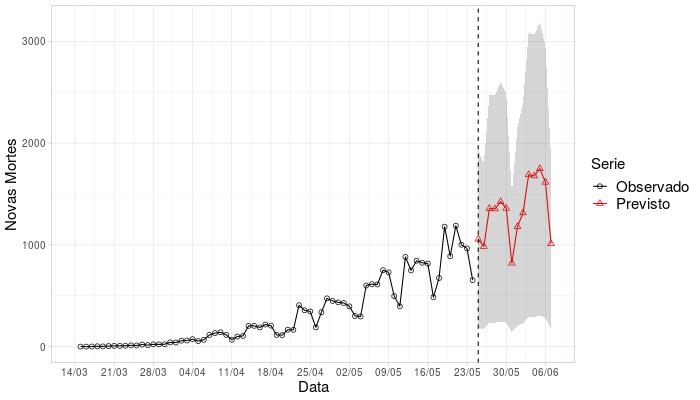 3000
2000
1000
0
Novas Mortes
14/03 21/03 28/03 04/04 11/04 18/04 25/04 02/05 09/05 16/05 23/05 30/05 06/06
Data
Serie
Observado
Previsto